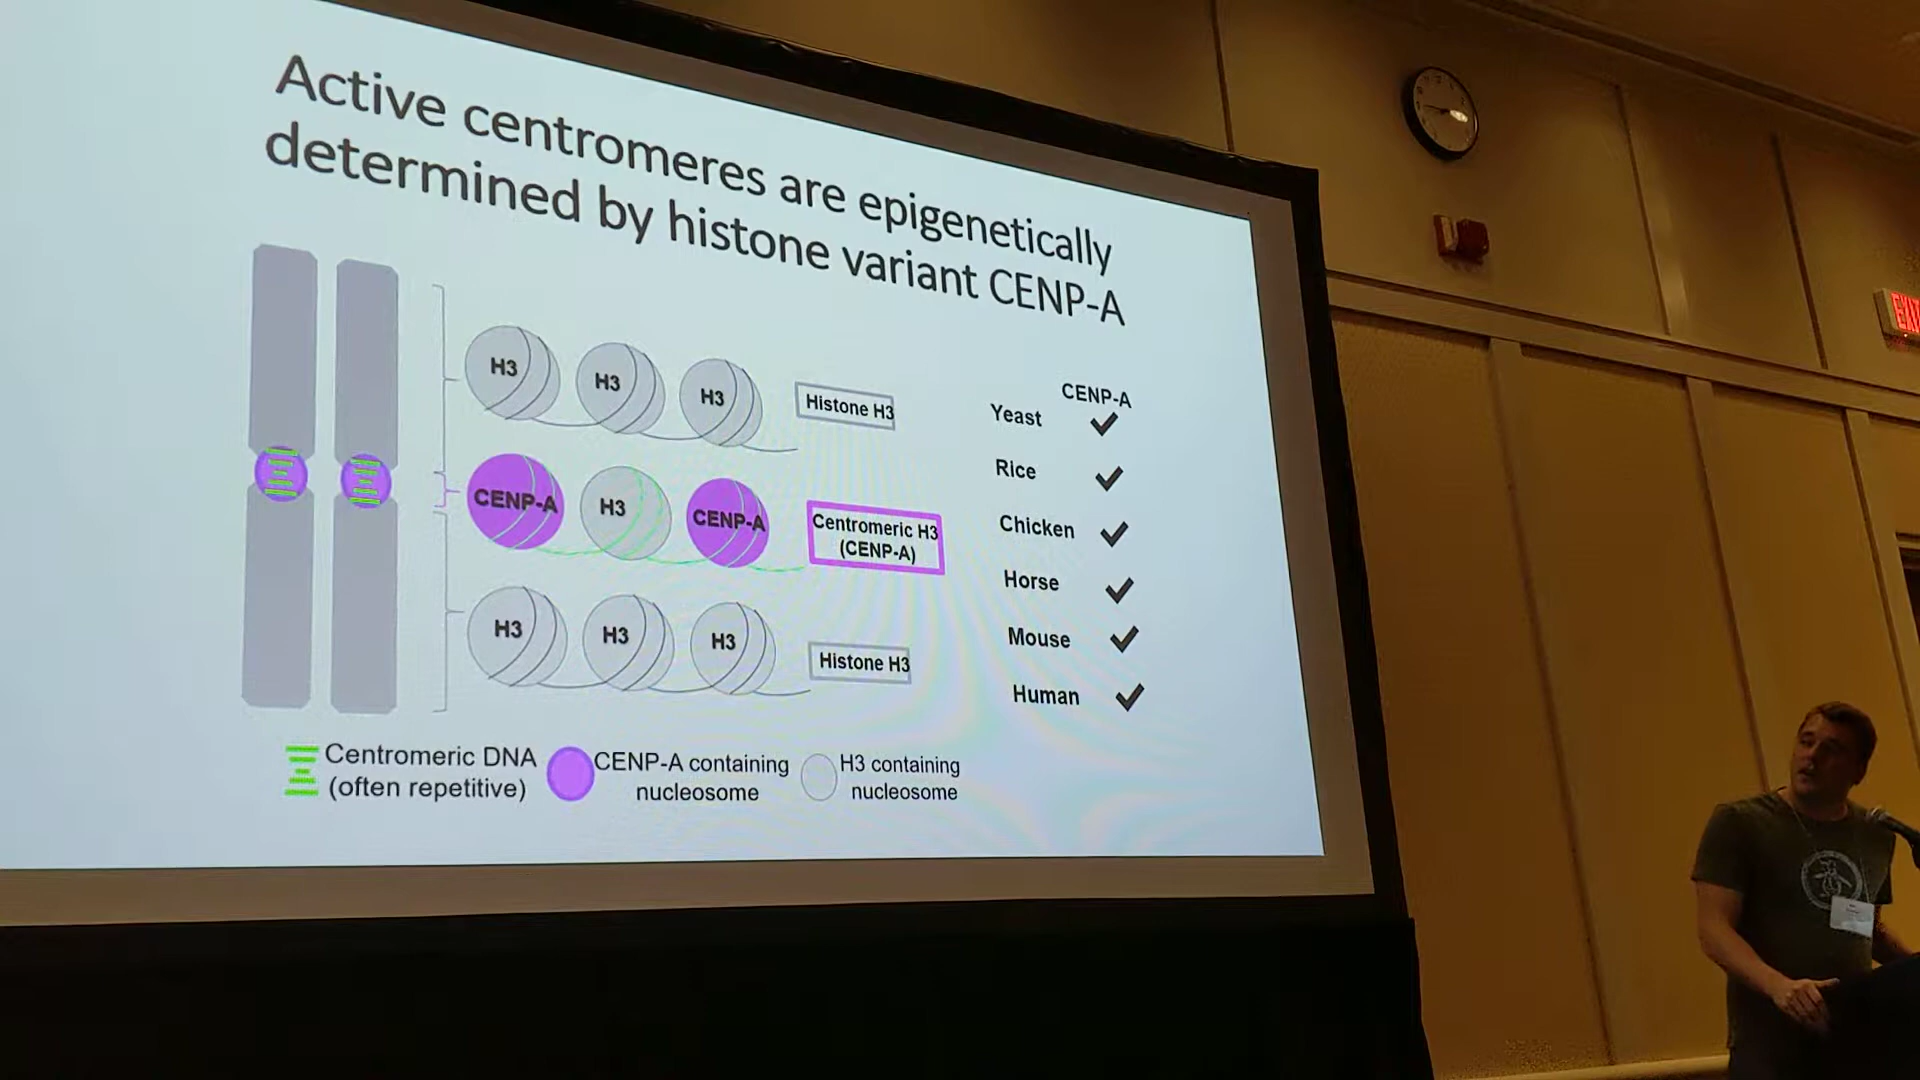 Active centromeres are epigenetically
determined by histone variant CENP-A
H3
H3
H3
Histone H3
CENP-A
H3
CENP-A
Centromeric H3
(CENP-A)
H3
H3
H3
Histone H3
CENP-A
Yeast ✓
Rice ✓
Chicken ✓
Horse ✓
Mouse ✓
Human ✓
Centromeric DNA
(often repetitive)
CENP-A containing
nucleosome
H3 containing
nucleosome
EXIT